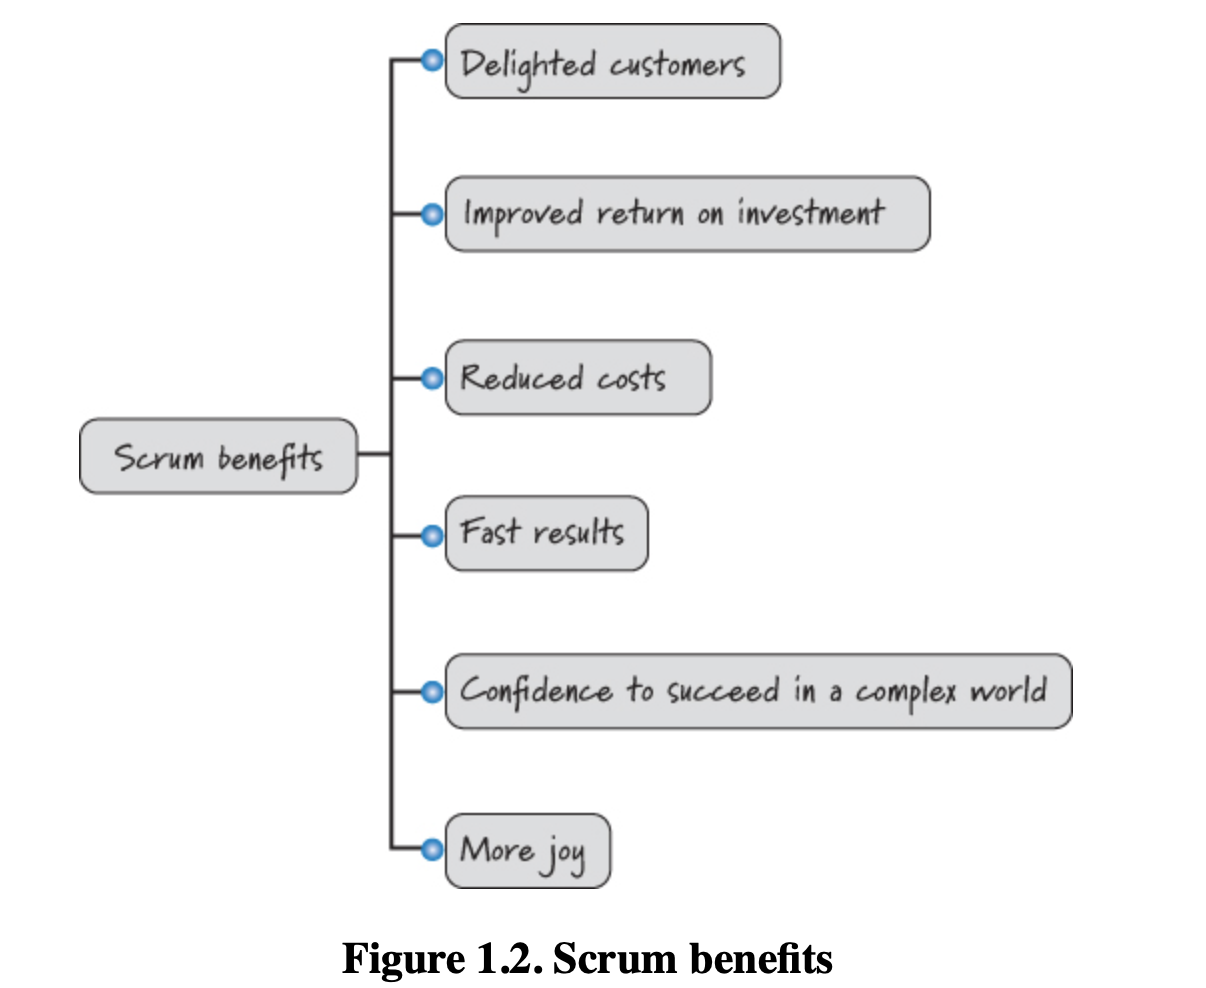 Delighted customers
Improved return on investment
Reduced costs
Scrum benefits
Fast results
Confidence to succeed in a complex world
More joy
Figure 1.2. Scrum benefits